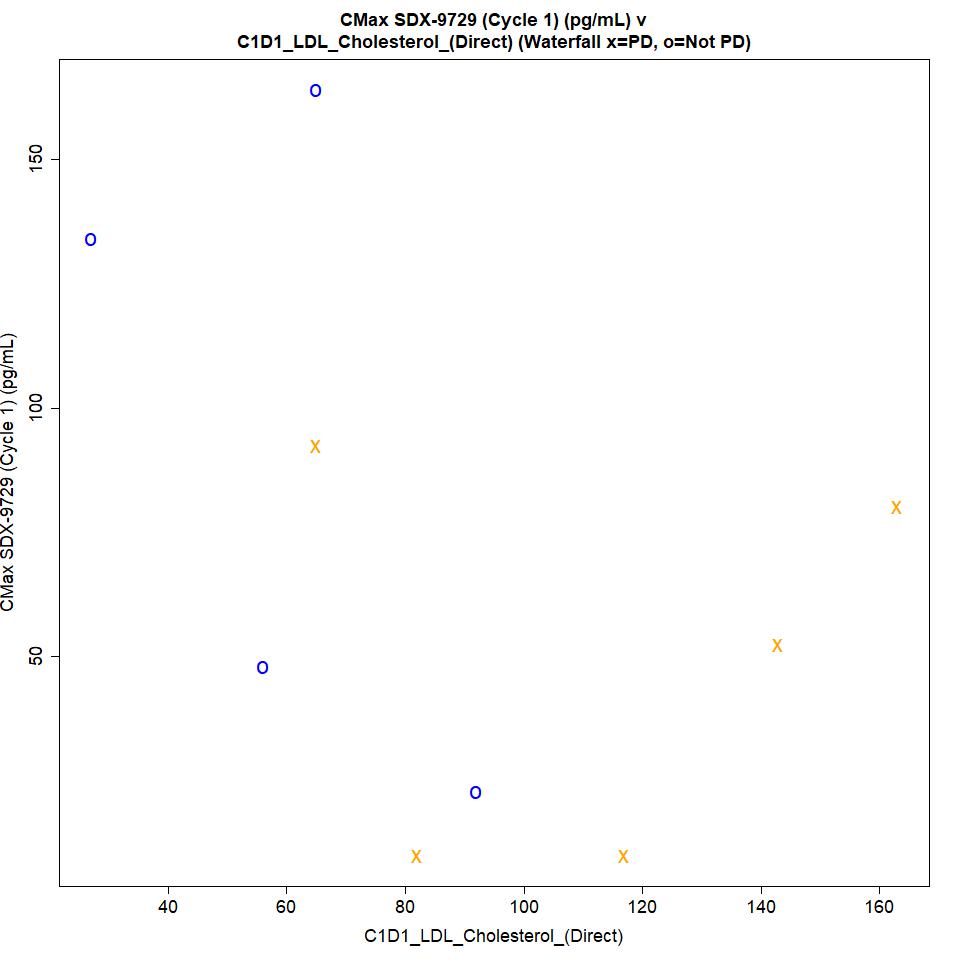 CMax SDX-9729 (Cycle 1) (pg/mL) v
C1D1_LDL_Cholesterol_(Direct) (Waterfall x=PD, o=Not PD)
CMax SDX-9729 (Cycle 1) (pg/mL)
150
100
50
o
o
x
x
x
o
o
x
x
40 60 80 100 120 140 160
C1D1_LDL_Cholesterol_(Direct)